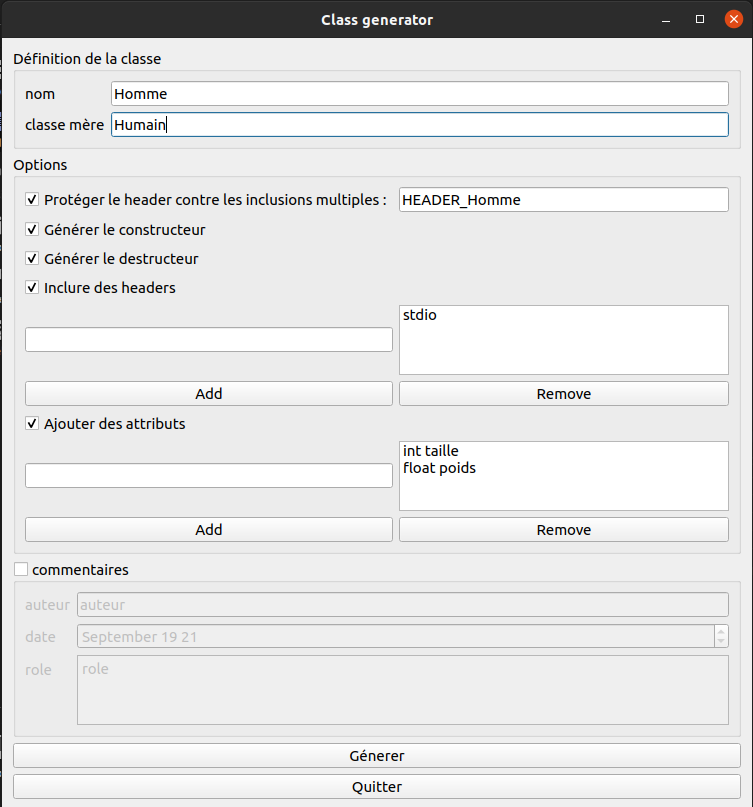 Class generator
Définition de la classe
nom Homme
classe mère Humain
Options
Protéger le header contre les inclusions multiples : HEADER_Homme
Générer le constructeur
Générer le destructeur
Inclure des headers
stdio
Add Remove
Ajouter des attributs
int taille
float poids
Add Remove
commentaires
auteur auteur
date September 19 21
role role
Génerer
Quitter